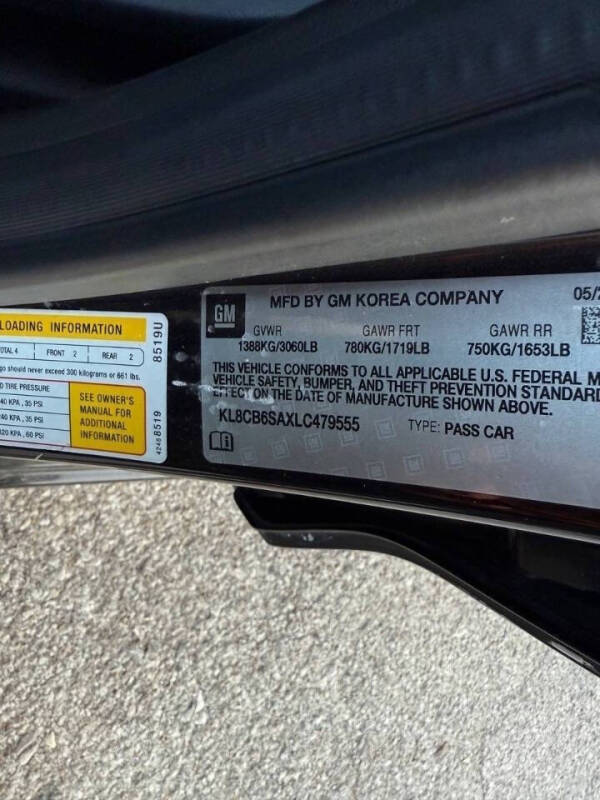 LOADING INFORMATION
TOTAL 4 FRONT 2 REAR 2
go should never exceed 300 kilograms or 661 lbs.
D TIRE PRESSURE
240 KPA , 35 PSI
240 KPA , 35 PSI
420 KPA , 60 PSI
SEE OWNER'S
MANUAL FOR
ADDITIONAL
INFORMATION
8519U
42468519
GM
MFD BY GM KOREA COMPANY
05/2
GVWR GAWR FRT GAWR RR
1388KG/3060LB 780KG/1719LB 750KG/1653LB
THIS VEHICLE CONFORMS TO ALL APPLICABLE U.S. FEDERAL M
VEHICLE SAFETY, BUMPER, AND THEFT PREVENTION STANDARD
EFFECT ON THE DATE OF MANUFACTURE SHOWN ABOVE.
KL8CB6SAXLC479555 TYPE: PASS CAR